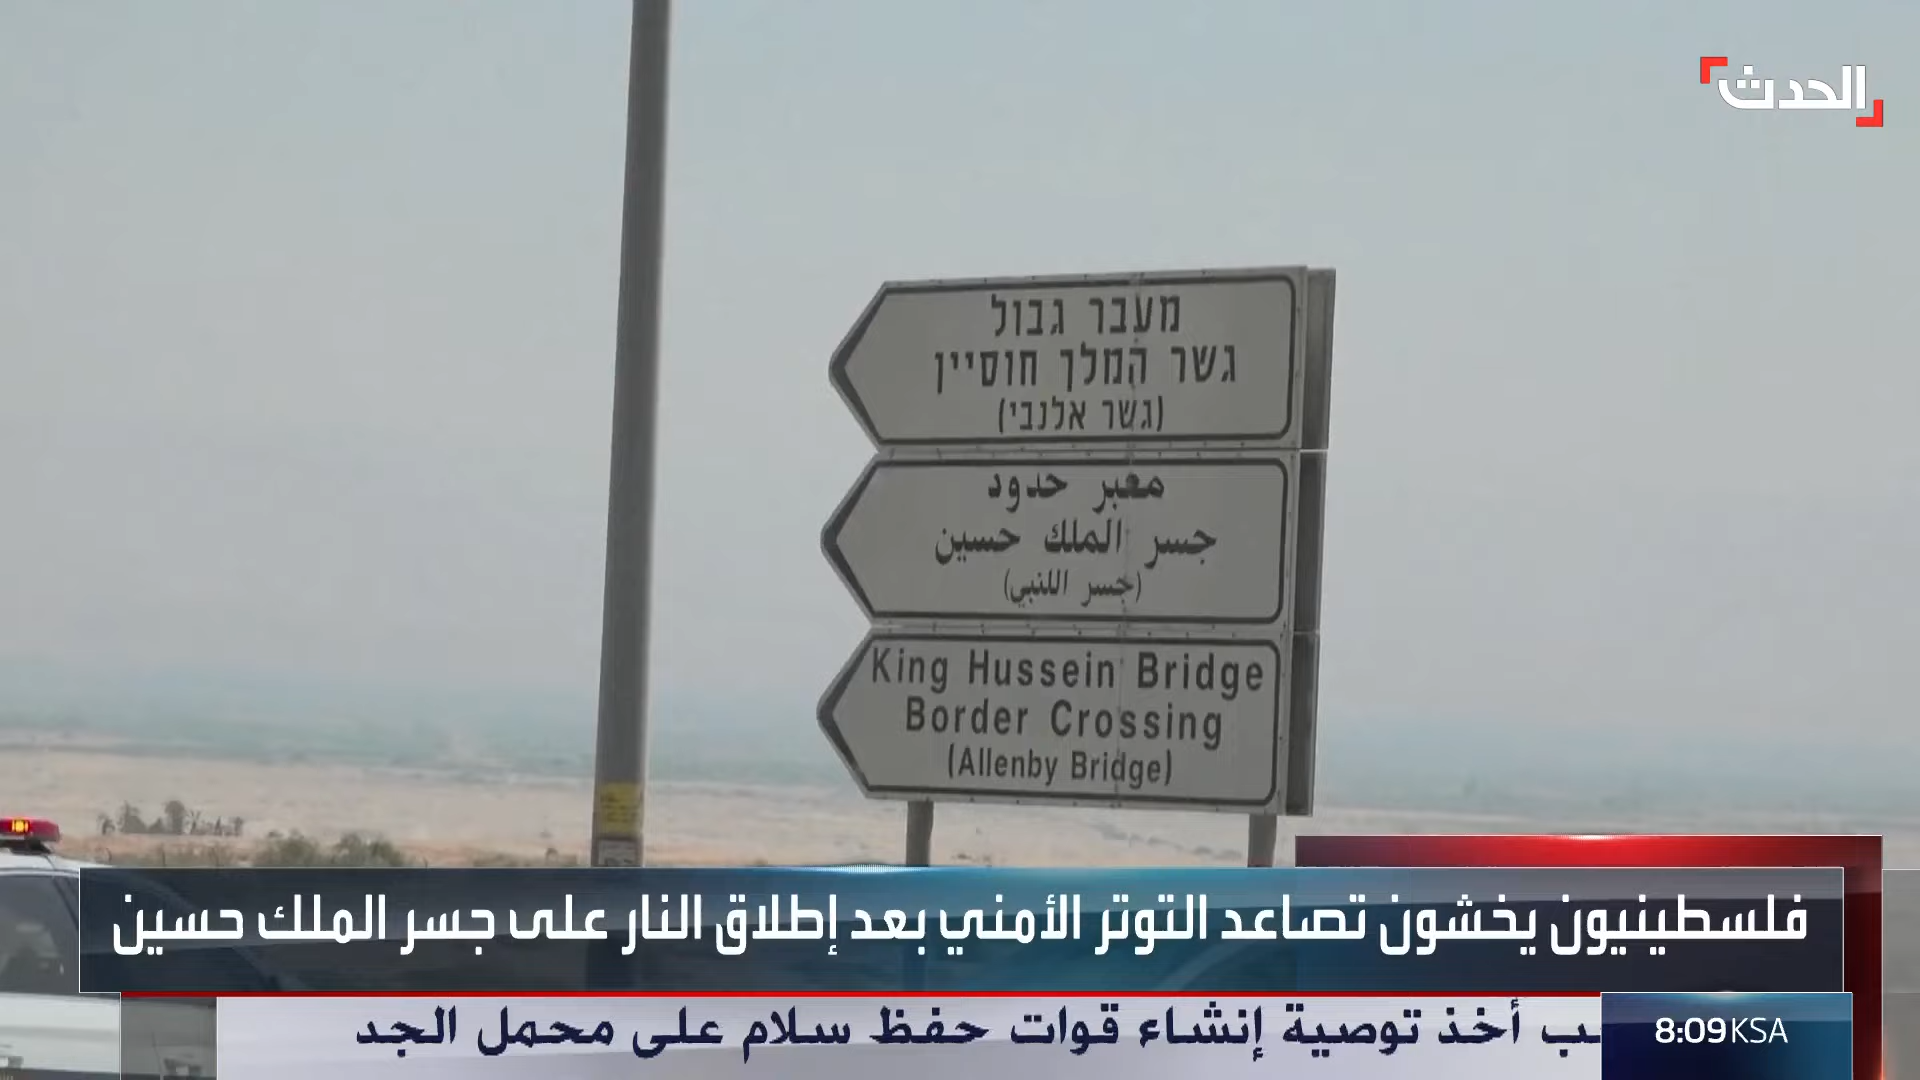 الحدث
מעבר גבול
גשר המלך חוסיין
(גשר אלנבי)
معبر حدود
جسر الملك حسين
(جسر اللنبي)
King Hussein Bridge
Border Crossing
(Allenby Bridge)
فلسطينيون يخشون تصاعد التوتر الأمني بعد إطلاق النار على جسر الملك حسين
أخذ توصية إنشاء قوات حفظ سلام على محمل الجد
8:09 KSA